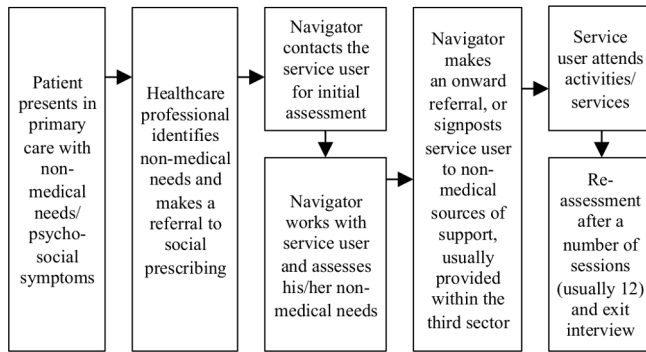 Patient
presents in
primary
care with
non-
medical
needs/
psycho-
social
symptoms
Healthcare
professional
identifies
non-medical
needs and
makes a
referral to
social
prescribing
Navigator
contacts the
service user
for initial
assessment
Navigator
works with
service user
and assesses
his/her non-
medical needs
Navigator
makes
an onward
referral, or
signposts
service user
to non-
medical
sources of
support,
usually
provided
within the
third sector
Service
user attends
activities/
services
Re-
assessment
after a
number of
sessions
(usually 12)
and exit
interview